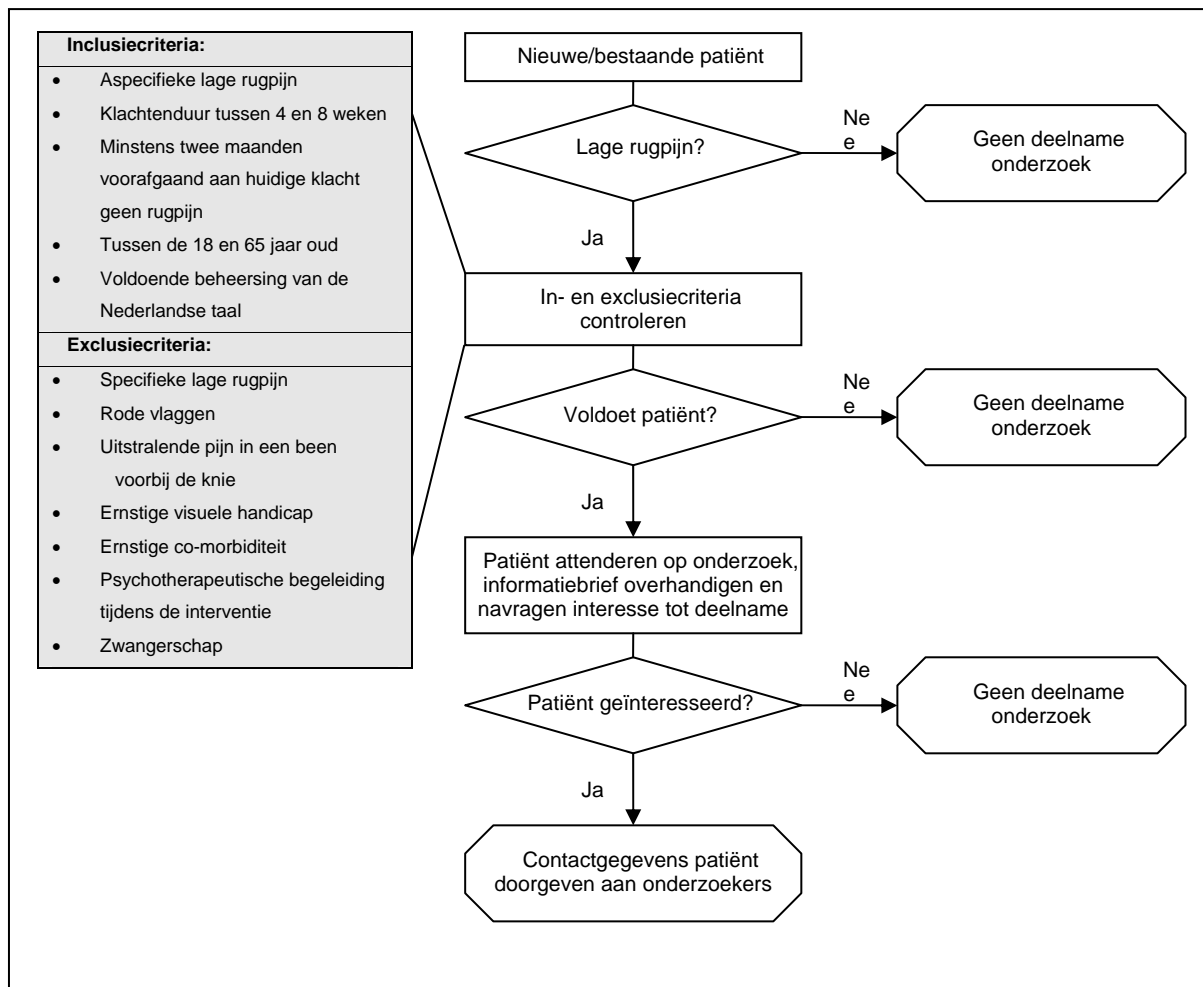 Inclusiecriteria:
• Aspecifieke lage rugpijn
• Klachtenduur tussen 4 en 8 weken
• Minstens twee maanden
voorafgaand aan huidige klacht
geen rugpijn
• Tussen de 18 en 65 jaar oud
• Voldoende beheersing van de
Nederlandse taal
Exclusiecriteria:
• Specifieke lage rugpijn
• Rode vlaggen
• Uitstralende pijn in een been
voorbij de knie
• Ernstige visuele handicap
• Ernstige co-morbiditeit
• Psychotherapeutische begeleiding
tijdens de interventie
• Zwangerschap
Nieuwe/bestaande patiënt
Lage rugpijn?
Ne
e
Geen deelname
onderzoek
Ja
In- en exclusiecriteria
controleren
Voldoet patiënt?
Ne
e
Geen deelname
onderzoek
Ja
Patiënt attenderen op onderzoek,
informatiebrief overhandigen en
navragen interesse tot deelname
Patiënt geïnteresseerd?
Ne
e
Geen deelname
onderzoek
Ja
Contactgegevens patiënt
doorgeven aan onderzoekers